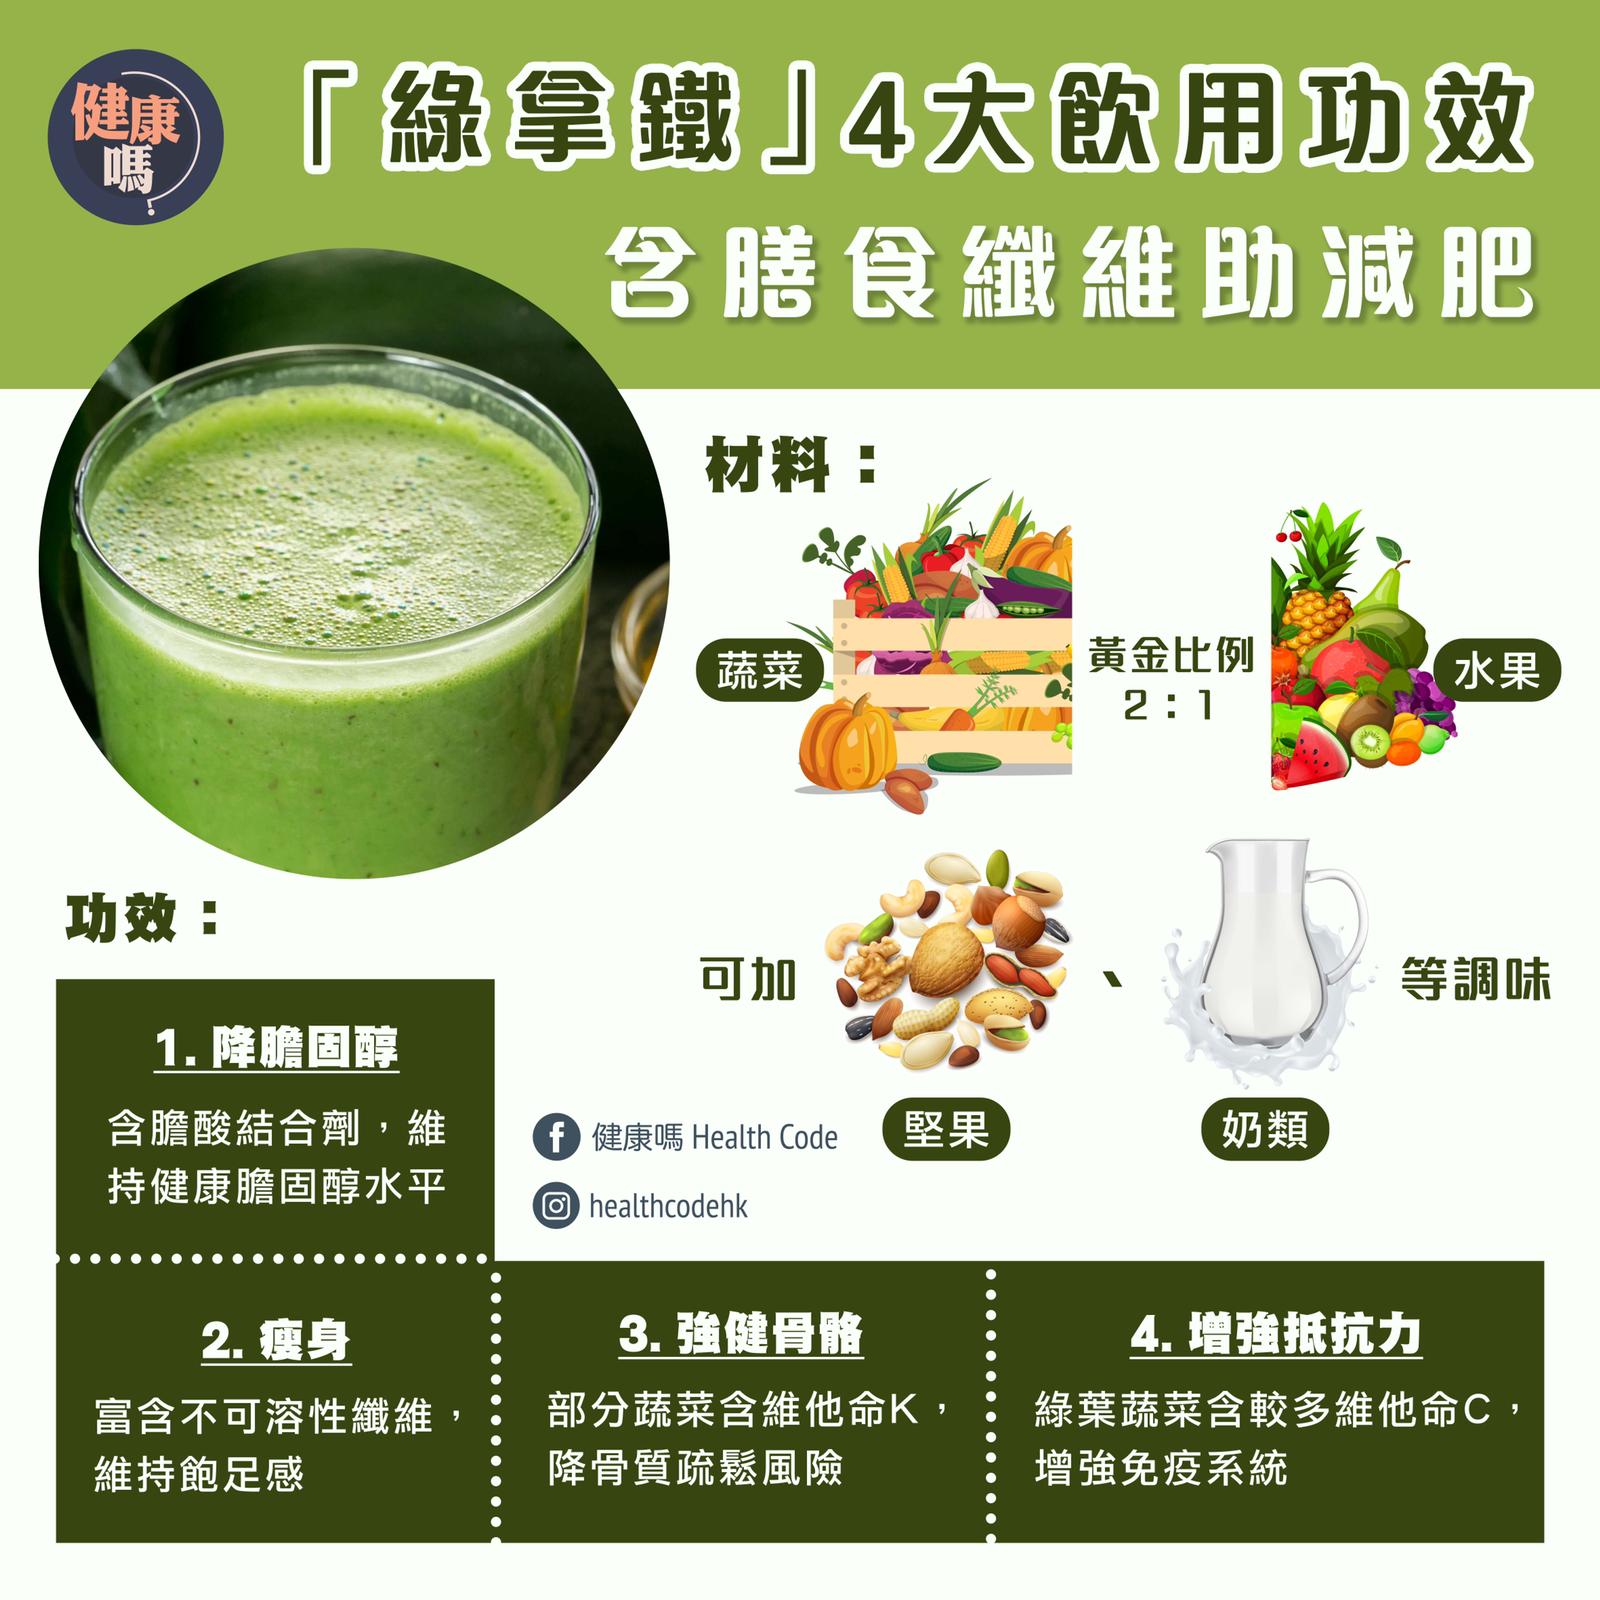 健康嗎?
「綠拿鐵」4大飲用功效
含膳食纖維助減肥
材料：
蔬菜
黃金比例
2：1
水果
可加
、
等調味
堅果
奶類
功效：
1. 降膽固醇
含膽酸結合劑，維
持健康膽固醇水平
健康嗎 Health Code
healthcodehk
2. 瘦身
富含不可溶性纖維，
維持飽足感
3. 強健骨骼
部分蔬菜含維他命K，
降骨質疏鬆風險
4. 增強抵抗力
綠葉蔬菜含較多維他命C，
增強免疫系統